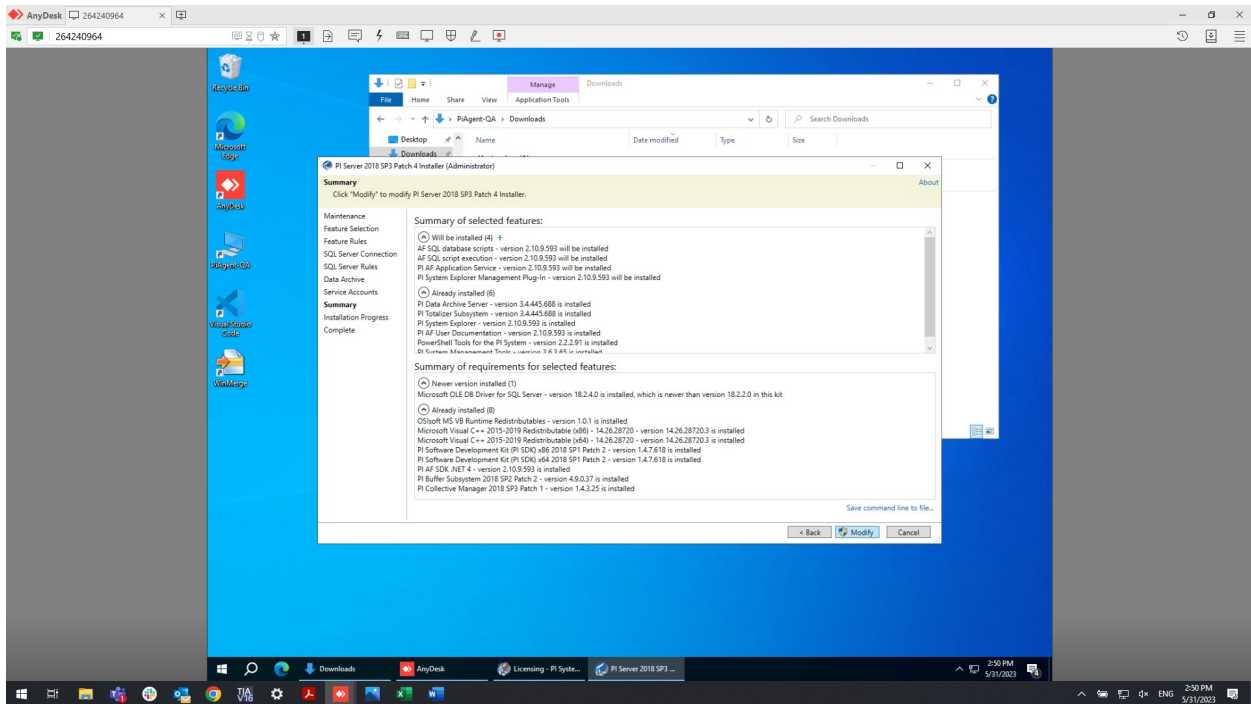 AnyDesk 264240964
264240964
1
Recycle Bin
Microsoft Edge
AnyDesk
PiAgent-QA
Visual Studio Code
WinMerge
Manage Downloads
File Home Share View Application Tools
PiAgent-QA > Downloads
Search Downloads
Desktop
Downloads
Name Date modified Type Size
PI Server 2018 SP3 Patch 4 Installer (Administrator)
Summary
Click "Modify" to modify PI Server 2018 SP3 Patch 4 Installer.
About
Maintenance
Feature Selection
Feature Rules
SQL Server Connection
SQL Server Rules
Data Archive
Service Accounts
Summary
Installation Progress
Complete
Summary of selected features:
Will be installed (4) +
AF SQL database scripts - version 2.10.9.593 will be installed
AF SQL script execution - version 2.10.9.593 will be installed
PI AF Application Service - version 2.10.9.593 will be installed
PI System Explorer Management Plug-In - version 2.10.9.593 will be installed
Already installed (6)
PI Data Archive Server - version 3.4.445.688 is installed
PI Totalizer Subsystem - version 3.4.445.688 is installed
PI System Explorer - version 2.10.9.593 is installed
PI AF User Documentation - version 2.10.9.593 is installed
PowerShell Tools for the PI System - version 2.2.2.91 is installed
PI System Management Tools - version 3.6.3.65 is installed
Summary of requirements for selected features:
Newer version installed (1)
Microsoft OLE DB Driver for SQL Server - version 18.2.4.0 is installed, which is newer than version 18.2.2.0 in this kit
Already installed (8)
OSIsoft MS VB Runtime Redistributables - version 1.0.1 is installed
Microsoft Visual C++ 2015-2019 Redistributable (x86) - 14.26.28720 - version 14.26.28720.3 is installed
Microsoft Visual C++ 2015-2019 Redistributable (x64) - 14.26.28720 - version 14.26.28720.3 is installed
PI Software Development Kit (PI SDK) x86 2018 SP1 Patch 2 - version 1.4.7.618 is installed
PI Software Development Kit (PI SDK) x64 2018 SP1 Patch 2 - version 1.4.7.618 is installed
PI AF SDK .NET 4 - version 2.10.9.593 is installed
PI Buffer Subsystem 2018 SP2 Patch 2 - version 4.9.0.37 is installed
PI Collective Manager 2018 SP3 Patch 1 - version 1.4.3.25 is installed
Save command line to file...
< Back Modify Cancel
Downloads AnyDesk Licensing - PI Syste... PI Server 2018 SP3 ...
2:50 PM
5/31/2023
ENG
2:50 PM
5/31/2023